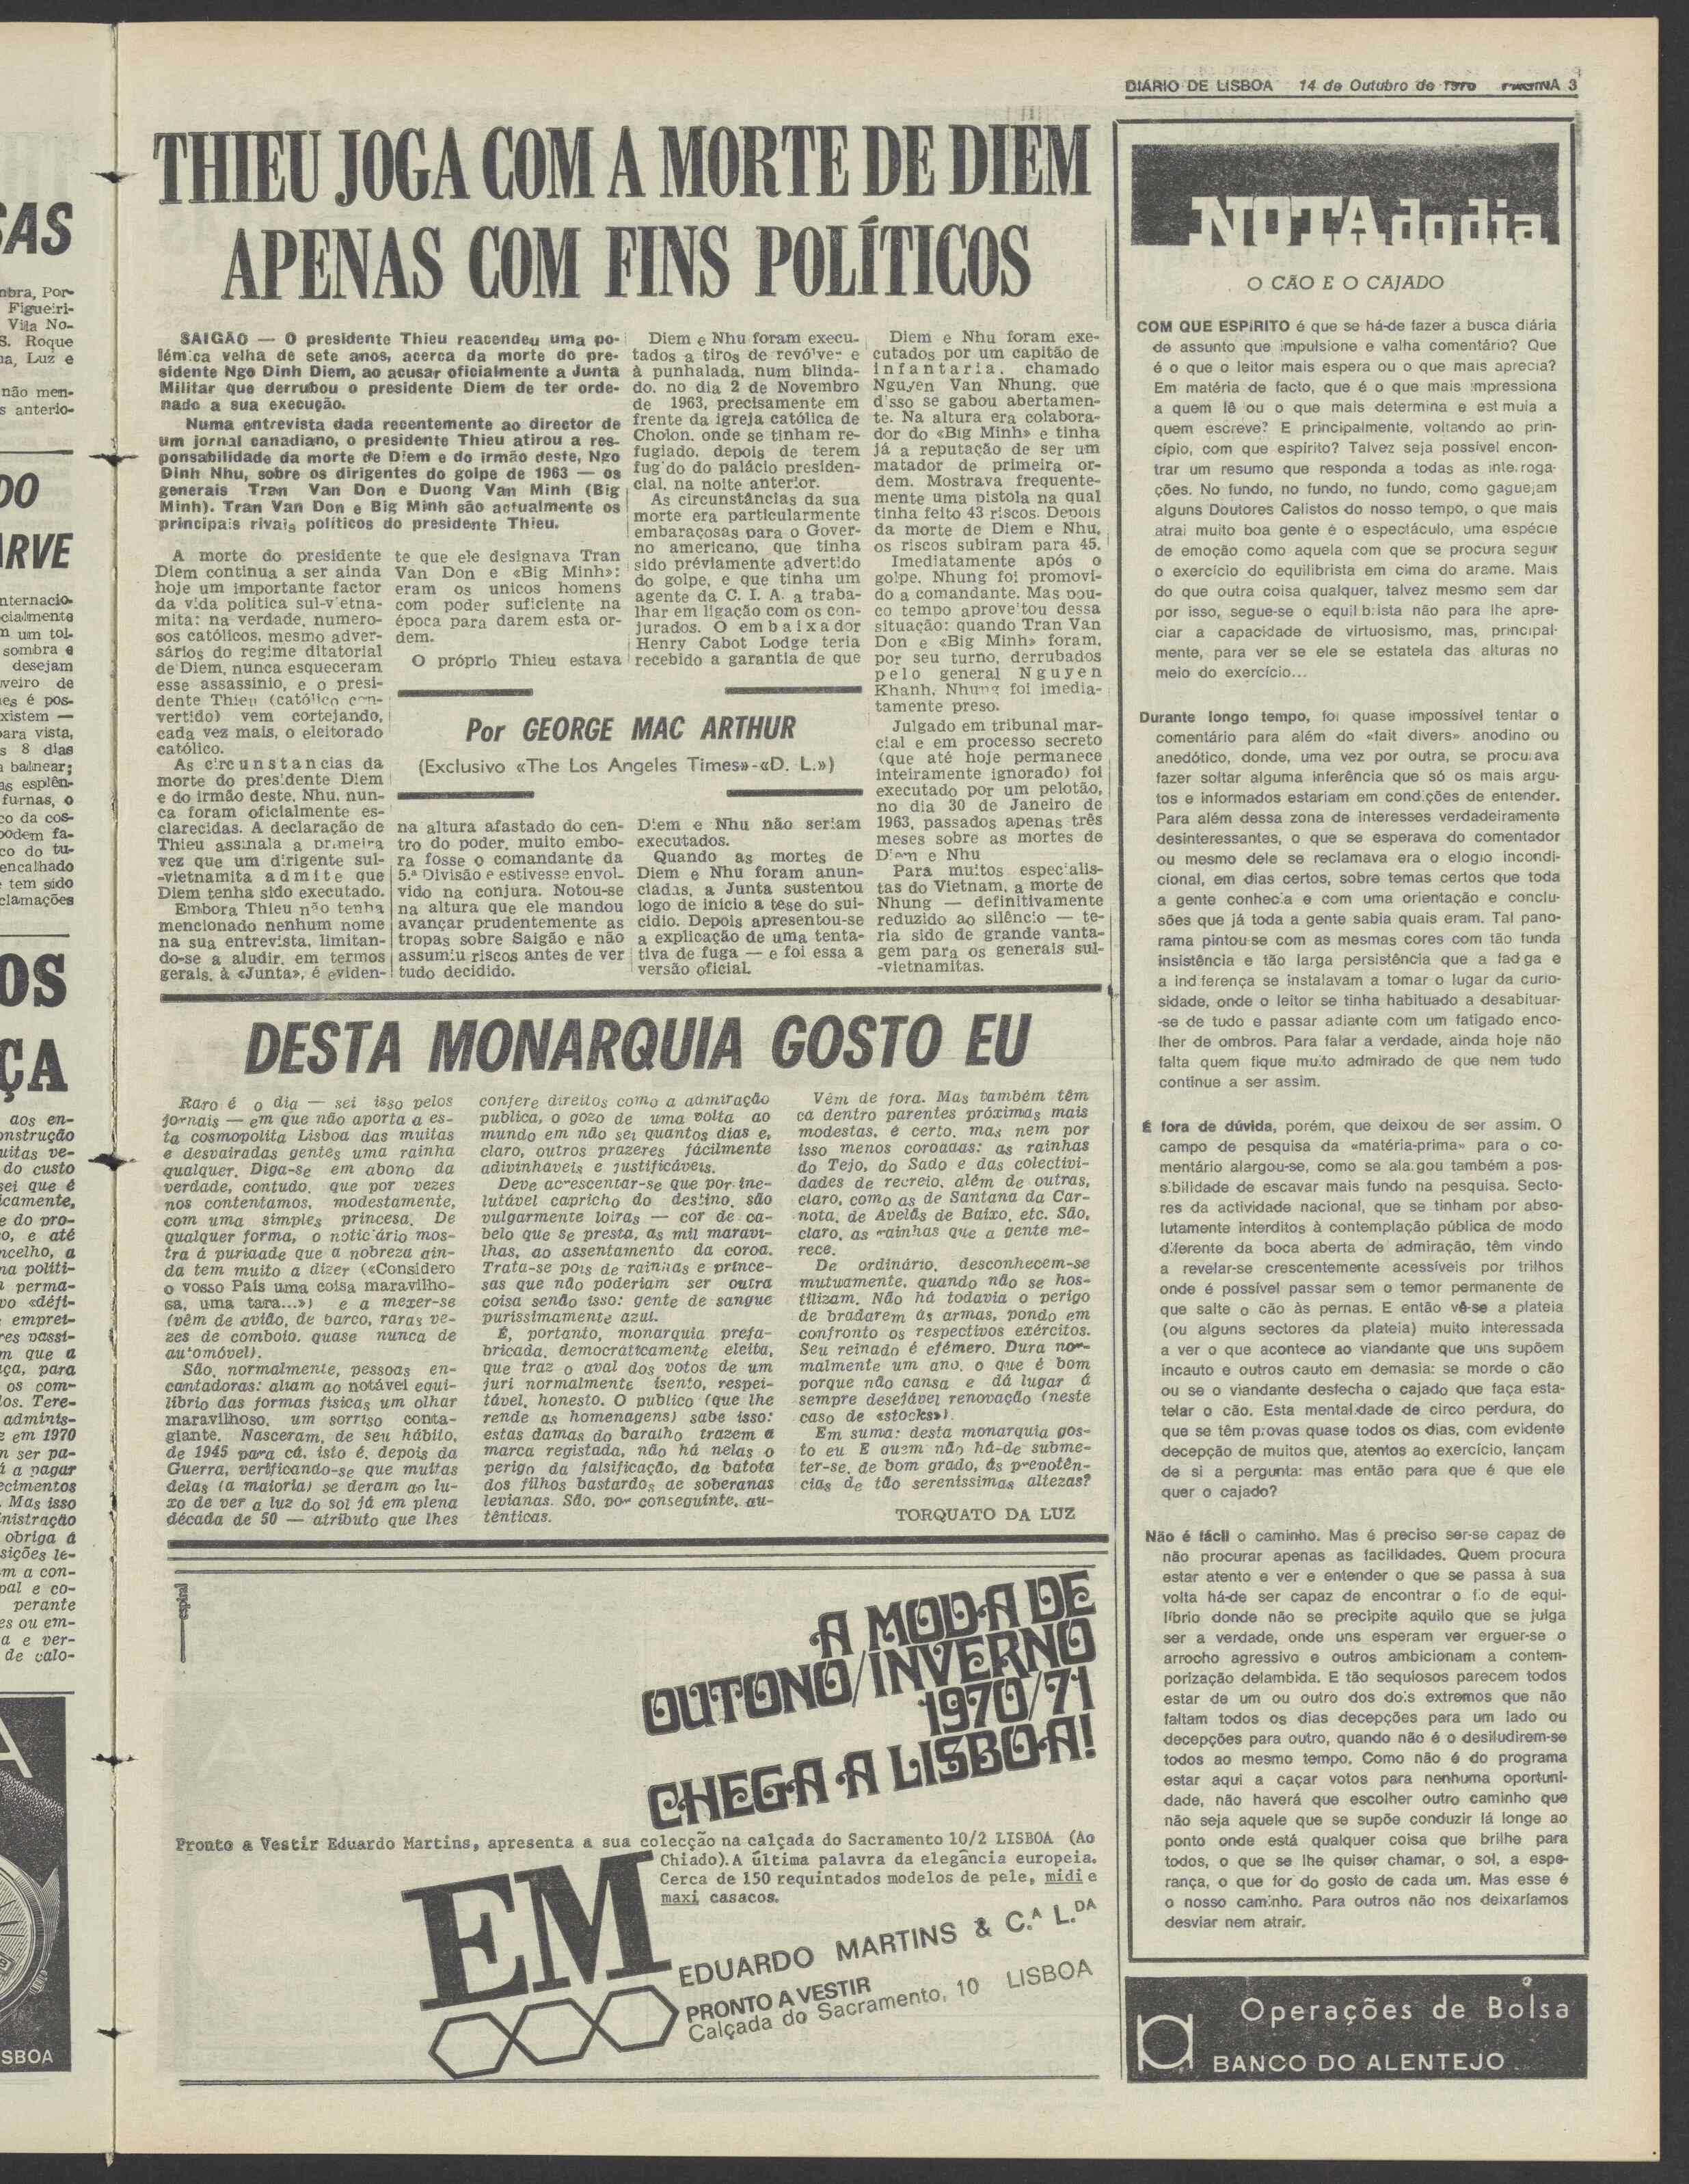 DIÁRIO DE LISBOA 14 de Outubro de 1970 PÁGINA 3
THIEU JOGA COM A MORTE DE DIEM
APENAS COM FINS POLÍTICOS
SAIGÃO — O presidente Thieu reacendeu uma po-
lémica velha de sete anos, acerca da morte do pre-
sidente Ngo Dinh Diem, ao acusar oficialmente a Junta
Militar que derrubou o presidente Diem de ter orde-
nado a sua execução.
Numa entrevista dada recentemente ao director de
um jornal canadiano, o presidente Thieu atirou a res-
ponsabilidade da morte de Diem e do irmão deste, Ngo
Dinh Nhu, sobre os dirigentes do golpe de 1963 — os
generais Tran Van Don e Duong Van Minh (Big
Minh). Tran Van Don e Big Minh são actualmente os
principais rivais políticos do presidente Thieu.
A morte do presidente
Diem continua a ser ainda
hoje um importante factor
da vida política sul-vietna-
mita: na verdade, numero-
sos católicos, mesmo adver-
sários do regime ditatorial
de Diem, nunca esqueceram
esse assassinio, e o presi-
dente Thieu (católico con-
vertido) vem cortejando,
cada vez mais, o eleitorado
católico.
As circunstancias da
morte do presidente Diem
e do irmão deste, Nhu, nun-
ca foram oficialmente es-
clarecidas. A declaração de
Thieu assinala a primeira
vez que um dirigente sul-
-vietnamita admite que
Diem tenha sido executado.
Embora Thieu não tenha
mencionado nenhum nome
na sua entrevista, limitan-
do-se a aludir, em termos
gerais, à «Junta», é eviden-
te que ele designava Tran
Van Don e «Big Minh»:
eram os unicos homens
com poder suficiente na
época para darem esta or-
dem.
O próprio Thieu estava
Por GEORGE MAC ARTHUR
(Exclusivo «The Los Angeles Times»-«D. L.»)
na altura afastado do cen-
tro do poder, muito embo-
ra fosse o comandante da
5.ª Divisão e estivesse envol-
vido na conjura. Notou-se
na altura que ele mandou
avançar prudentemente as
tropas sobre Saigão e não
assumiu riscos antes de ver
tudo decidido.
Diem e Nhu foram execu-
tados a tiros de revólver e
à punhalada, num blinda-
do, no dia 2 de Novembro
de 1963, precisamente em
frente da igreja católica de
Cholon, onde se tinham re-
fugiado, depois de terem
fugido do palácio presiden-
cial, na noite anterior.
As circunstâncias da sua
morte era particularmente
embaraçosas para o Gover-
no americano, que tinha
sido préviamente advertido
do golpe, e que tinha um
agente da C. I. A. a traba-
lhar em ligação com os con-
jurados. O embaixador
Henry Cabot Lodge teria
recebido a garantia de que
Diem e Nhu não seriam
executados.
Quando as mortes de
Diem e Nhu foram anun-
ciadas, a Junta sustentou
logo de inicio a tese do sui-
cidio. Depois apresentou-se
a explicação de uma tenta-
tiva de fuga — e foi essa a
versão oficial.
Diem e Nhu foram exe-
cutados por um capitão de
infantaria, chamado
Nguyen Van Nhung, que
disso se gabou abertamen-
te. Na altura era colabora-
dor do «Big Minh» e tinha
já a reputação de ser um
matador de primeira or-
dem. Mostrava frequente-
mente uma pistola na qual
tinha feito 43 riscos. Depois
da morte de Diem e Nhu,
os riscos subiram para 45.
Imediatamente após o
golpe, Nhung foi promovi-
do a comandante. Mas pou-
co tempo aproveitou dessa
situação: quando Tran Van
Don e «Big Minh» foram,
por seu turno, derrubados
pelo general Nguyen
Khanh, Nhung foi imedia-
tamente preso.
Julgado em tribunal mar-
cial e em processo secreto
(que até hoje permanece
inteiramente ignorado) foi
executado por um pelotão,
no dia 30 de Janeiro de
1963, passados apenas três
meses sobre as mortes de
Diem e Nhu
Para muitos especialis-
tas do Vietnam, a morte de
Nhung — definitivamente
reduzido ao silêncio — te-
ria sido de grande vanta-
gem para os generais sul-
-vietnamitas.
DESTA MONARQUIA GOSTO EU
Raro é o dia — sei isso pelos
jornais — em que não aporta a es-
ta cosmopolita Lisboa das muitas
e desvairadas gentes uma rainha
qualquer. Diga-se em abono da
verdade, contudo, que por vezes
nos contentamos, modestamente,
com uma simples princesa. De
qualquer forma, o noticiário mos-
tra à puridade que a nobreza ain-
da tem muito a dizer («Considero
o vosso País uma coisa maravilho-
sa, uma tara...») e a mexer-se
(vêm de avião, de barco, raras ve-
zes de comboio, quase nunca de
automóvel).
São, normalmente, pessoas en-
cantadoras: aliam ao notável equi-
líbrio das formas físicas um olhar
maravilhoso, um sorriso conta-
giante. Nasceram, de seu hábito,
de 1945 para cá, isto é, depois da
Guerra, verificando-se que muitas
delas (a maioria) se deram ao lu-
xo de ver a luz do sol já em plena
década de 50 — atributo que lhes
confere direitos como a admiração
publica, o gozo de uma volta ao
mundo em não sei quantos dias e,
claro, outros prazeres fàcilmente
adivinháveis e justificáveis.
Deve acrescentar-se que por ine-
lutável capricho do destino, são
vulgarmente loiras — cor de ca-
belo que se presta, às mil maravi-
lhas, ao assentamento da coroa.
Trata-se pois de rainhas e prince-
sas que não poderiam ser outra
coisa senão isso: gente de sangue
puríssimamente azul.
É, portanto, monarquia prefa-
bricada, democràticamente eleita,
que traz o aval dos votos de um
juri normalmente isento, respei-
tável, honesto. O publico (que lhe
rende as homenagens) sabe isso:
estas damas do baralho trazem a
marca registada, não há nelas o
perigo da falsificação, da batota
dos filhos bastardos de soberanas
levianas. São, por conseguinte, au-
tênticas.
Vêm de fora. Mas também têm
cá dentro parentes próximas mais
modestas, é certo, mas nem por
isso menos coroadas: as rainhas
do Tejo, do Sado e das colectivi-
dades de recreio, além de outras,
claro, como as de Santana da Car-
nota, de Avelãs de Baixo, etc. São,
claro, as rainhas que a gente me-
rece.
De ordinário, desconhecem-se
mutuamente, quando não se hos-
tilizam. Não há todavia o perigo
de bradarem às armas, pondo em
confronto os respectivos exércitos.
Seu reinado é efémero. Dura nor-
malmente um ano, o que é bom
porque não cansa e dá lugar à
sempre desejável renovação (neste
caso de «stocks»).
Em suma: desta monarquia gos-
to eu E quem não há-de subme-
ter-se, de bom grado, às prepotên-
cias de tão sereníssimas altezas?
TORQUATO DA LUZ
espiral
A MODA DE
OUTONO/INVERNO
1970/71
CHEGA A LISBOA!
Pronto a Vestir Eduardo Martins, apresenta a sua colecção na calçada do Sacramento 10/2 LISBOA (Ao
Chiado). A última palavra da elegância europeia.
Cerca de 150 requintados modelos de pele, midi e
maxi casacos.
EM
EDUARDO MARTINS & C.ª L.DA
PRONTO A VESTIR
Calçada do Sacramento, 10 LISBOA
NOTA do dia
O CÃO E O CAJADO
COM QUE ESPIRITO é que se há-de fazer a busca diária
de assunto que impulsione e valha comentário? Que
é o que o leitor mais espera ou o que mais aprecia?
Em matéria de facto, que é o que mais impressiona
a quem lê ou o que mais determina e estimula a
quem escreve? E principalmente, voltando ao prin-
cípio, com que espirito? Talvez seja possível encon-
trar um resumo que responda a todas as interroga-
ções. No fundo, no fundo, no fundo, como gaguejam
alguns Doutores Calistos do nosso tempo, o que mais
atrai muito boa gente é o espectáculo, uma espécie
de emoção como aquela com que se procura seguir
o exercício do equilibrista em cima do arame. Mais
do que outra coisa qualquer, talvez mesmo sem dar
por isso, segue-se o equilibrista não para lhe apre-
ciar a capacidade de virtuosismo, mas, principal-
mente, para ver se ele se estatela das alturas no
meio do exercício...
Durante longo tempo, foi quase impossível tentar o
comentário para além do «fait divers» anodino ou
anedótico, donde, uma vez por outra, se procurava
fazer soltar alguma inferência que só os mais argu-
tos e informados estariam em condições de entender.
Para além dessa zona de interesses verdadeiramente
desinteressantes, o que se esperava do comentador
ou mesmo dele se reclamava era o elogio incondi-
cional, em dias certos, sobre temas certos que toda
a gente conhecia e com uma orientação e conclu-
sões que já toda a gente sabia quais eram. Tal pano-
rama pintou-se com as mesmas cores com tão funda
insistência e tão larga persistência que a fadiga e
a indiferença se instalavam a tomar o lugar da curio-
sidade, onde o leitor se tinha habituado a desabituar-
-se de tudo e passar adiante com um fatigado enco-
lher de ombros. Para falar a verdade, ainda hoje não
falta quem fique muito admirado de que nem tudo
continue a ser assim.
É fora de dúvida, porém, que deixou de ser assim. O
campo de pesquisa da «matéria-prima» para o co-
mentário alargou-se, como se alargou também a pos-
sibilidade de escavar mais fundo na pesquisa. Secto-
res da actividade nacional, que se tinham por abso-
lutamente interditos à contemplação pública de modo
diferente da boca aberta de admiração, têm vindo
a revelar-se crescentemente acessíveis por trilhos
onde é possível passar sem o temor permanente de
que salte o cão às pernas. E então vê-se a plateia
(ou alguns sectores da plateia) muito interessada
a ver o que acontece ao viandante que uns supõem
incauto e outros cauto em demasia: se morde o cão
ou se o viandante desfecha o cajado que faça esta-
telar o cão. Esta mentalidade de circo perdura, do
que se têm provas quase todos os dias, com evidente
decepção de muitos que, atentos ao exercício, lançam
de si a pergunta: mas então para que é que ele
quer o cajado?
Não é fácil o caminho. Mas é preciso ser-se capaz de
não procurar apenas as facilidades. Quem procura
estar atento e ver e entender o que se passa à sua
volta há-de ser capaz de encontrar o fio de equi-
líbrio donde não se precipite aquilo que se julga
ser a verdade, onde uns esperam ver erguer-se o
arrocho agressivo e outros ambicionam a contem-
porização delambida. E tão sequiosos parecem todos
estar de um ou outro dos dois extremos que não
faltam todos os dias decepções para um lado ou
decepções para outro, quando não é o desiludirem-se
todos ao mesmo tempo. Como não é do programa
estar aqui a caçar votos para nenhuma oportuni-
dade, não haverá que escolher outro caminho que
não seja aquele que se supõe conduzir lá longe ao
ponto onde está qualquer coisa que brilhe para
todos, o que se lhe quiser chamar, o sol, a espe-
rança, o que for do gosto de cada um. Mas esse é
o nosso caminho. Para outros não nos deixaríamos
desviar nem atrair.
Operações de Bolsa
BANCO DO ALENTEJO